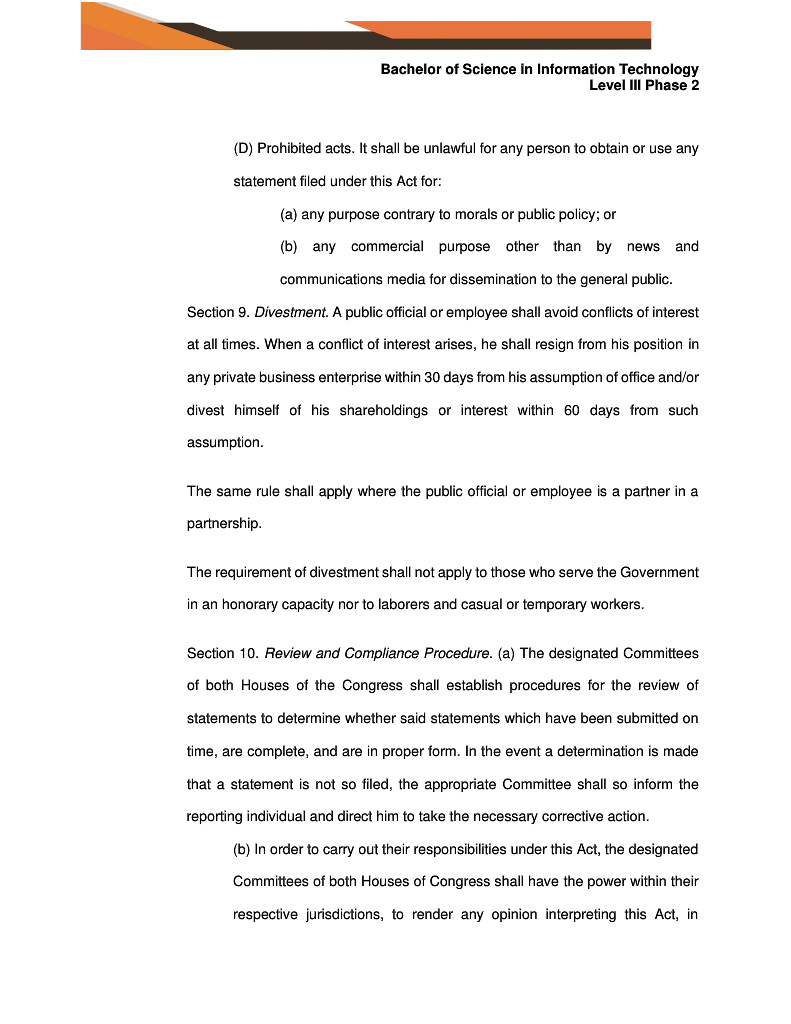 Bachelor of Science in Information Technology
Level III Phase 2
(D) Prohibited acts. It shall be unlawful for any person to obtain or use any
statement filed under this Act for:
(a) any purpose contrary to morals or public policy; or
(b) any commercial purpose other than by news and
communications media for dissemination to the general public.
Section 9. Divestment. A public official or employee shall avoid conflicts of interest
at all times. When a conflict of interest arises, he shall resign from his position in
any private business enterprise within 30 days from his assumption of office and/or
divest himself of his shareholdings or interest within 60 days from such
assumption.
The same rule shall apply where the public official or employee is a partner in a
partnership.
The requirement of divestment shall not apply to those who serve the Government
in an honorary capacity nor to laborers and casual or temporary workers.
Section 10. Review and Compliance Procedure. (a) The designated Committees
of both Houses of the Congress shall establish procedures for the review of
statements to determine whether said statements which have been submitted on
time, are complete, and are in proper form. In the event a determination is made
that a statement is not so filed, the appropriate Committee shall so inform the
reporting individual and direct him to take the necessary corrective action.
(b) In order to carry out their responsibilities under this Act, the designated
Committees of both Houses of Congress shall have the power within their
respective jurisdictions, to render any opinion interpreting this Act, in